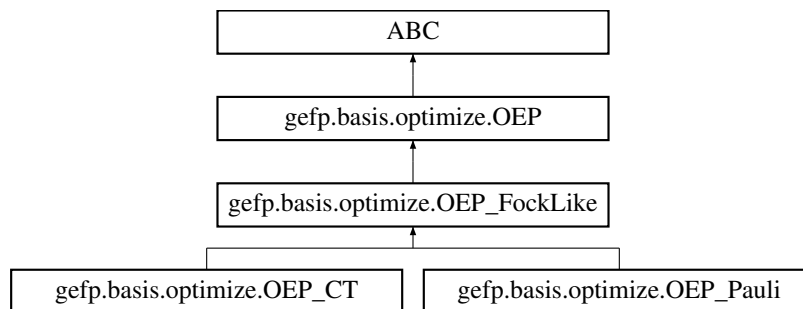 ABC
gefp.basis.optimize.OEP
gefp.basis.optimize.OEP_FockLike
gefp.basis.optimize.OEP_CT
gefp.basis.optimize.OEP_Pauli